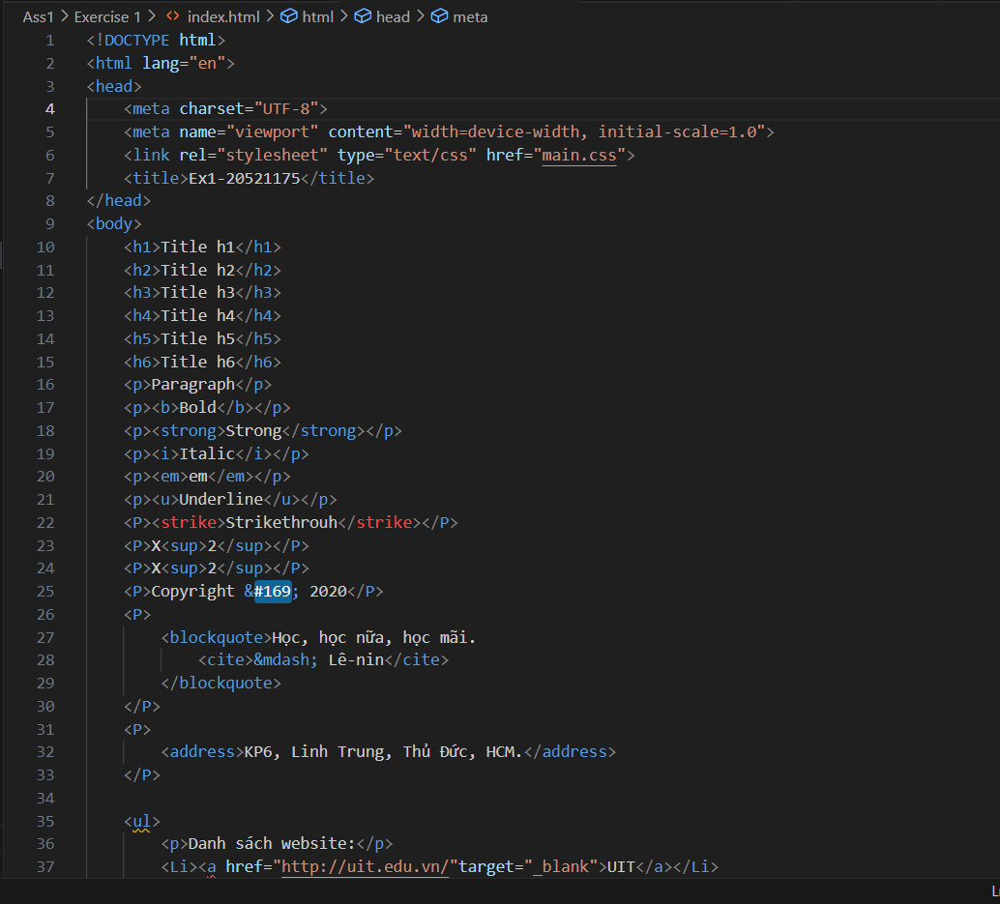 Ass1 > Exercise 1 > <> index.html > html > head > meta
1 <!DOCTYPE html>
2 <html lang="en">
3 <head>
4 <meta charset="UTF-8">
5 <meta name="viewport" content="width=device-width, initial-scale=1.0">
6 <link rel="stylesheet" type="text/css" href="main.css">
7 <title>Ex1-20521175</title>
8 </head>
9 <body>
10 <h1>Title h1</h1>
11 <h2>Title h2</h2>
12 <h3>Title h3</h3>
13 <h4>Title h4</h4>
14 <h5>Title h5</h5>
15 <h6>Title h6</h6>
16 <p>Paragraph</p>
17 <p><b>Bold</b></p>
18 <p><strong>Strong</strong></p>
19 <p><i>Italic</i></p>
20 <p><em>em</em></p>
21 <p><u>Underline</u></p>
22 <P><strike>Strikethrouh</strike></P>
23 <P>X<sup>2</sup></P>
24 <P>X<sup>2</sup></P>
25 <P>Copyright &#169; 2020</P>
26 <P>
27 <blockquote>Học, học nữa, học mãi.
28 <cite>&mdash; Lê-nin</cite>
29 </blockquote>
30 </P>
31 <P>
32 <address>KP6, Linh Trung, Thủ Đức, HCM.</address>
33 </P>
34
35 <ul>
36 <p>Danh sách website:</p>
37 <Li><a href="http://uit.edu.vn/"target="_blank">UIT</a></Li>